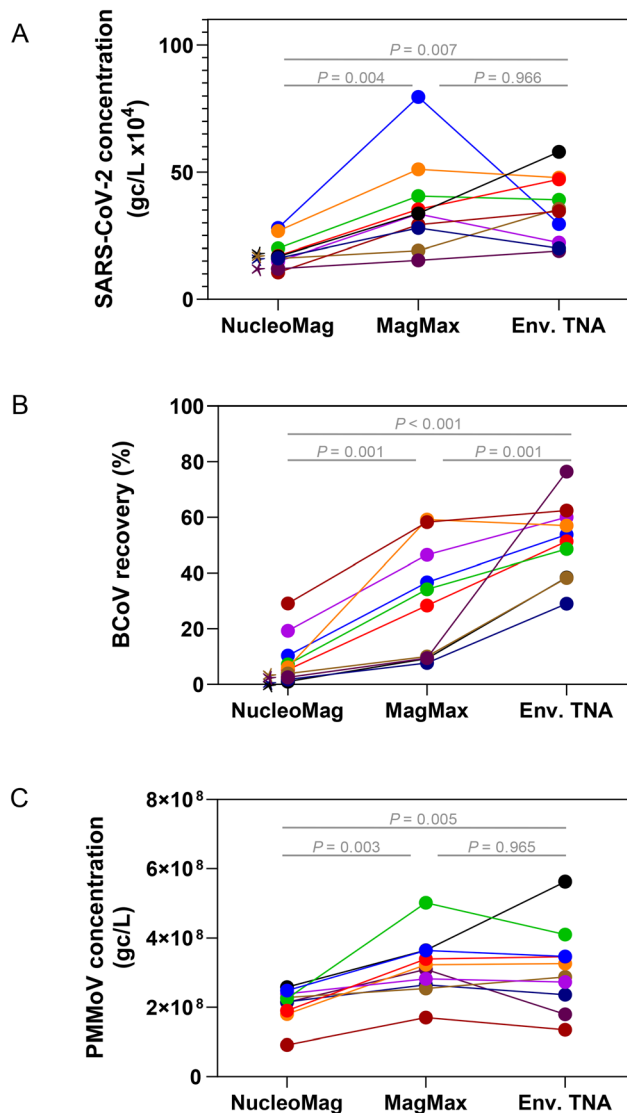 A
SARS-CoV-2 concentration
(gc/L x10⁴)
100
50
0
P = 0.007
P = 0.004
P = 0.966
NucleoMag
MagMax
Env. TNA
B
BCoV recovery (%)
100
80
60
40
20
0
P < 0.001
P = 0.001
P = 0.001
NucleoMag
MagMax
Env. TNA
C
PMMoV concentration
(gc/L)
8×10⁸
6×10⁸
4×10⁸
2×10⁸
0
P = 0.005
P = 0.003
P = 0.965
NucleoMag
MagMax
Env. TNA